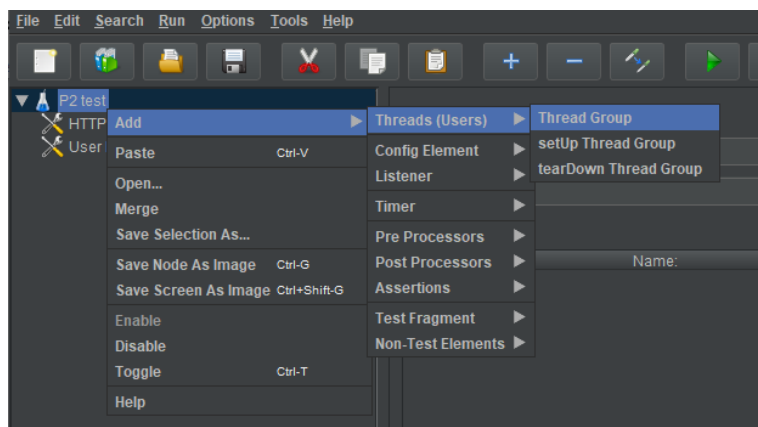 File Edit Search Run Options Tools Help
P2 test
HTTP
User
Add
Paste Ctrl-V
Open...
Merge
Save Selection As...
Save Node As Image Ctrl-G
Save Screen As Image Ctrl+Shift-G
Enable
Disable
Toggle Ctrl-T
Help
Threads (Users)
Config Element
Listener
Timer
Pre Processors
Post Processors
Assertions
Test Fragment
Non-Test Elements
Thread Group
setUp Thread Group
tearDown Thread Group
Name: